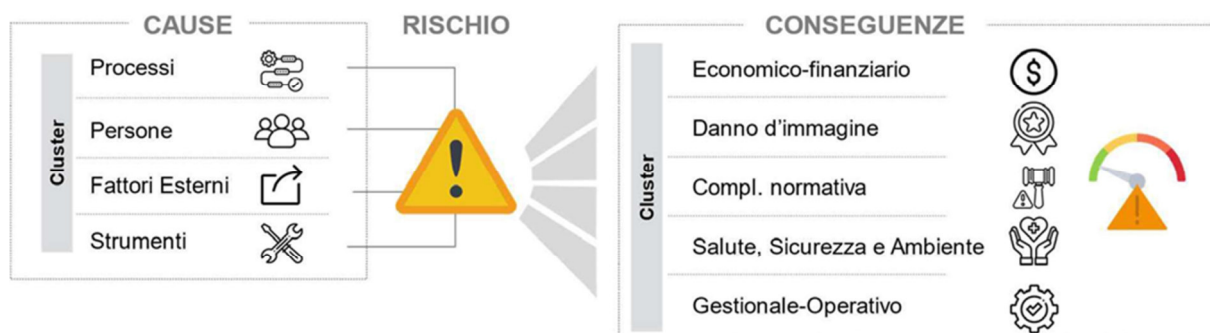 CAUSE
RISCHIO
CONSEGUENZE
Cluster
Processi
Persone
Fattori Esterni
Strumenti
!
Cluster
Economico-finanziario
$
Danno d’immagine
Compl. normativa
Salute, Sicurezza e Ambiente
Gestionale-Operativo